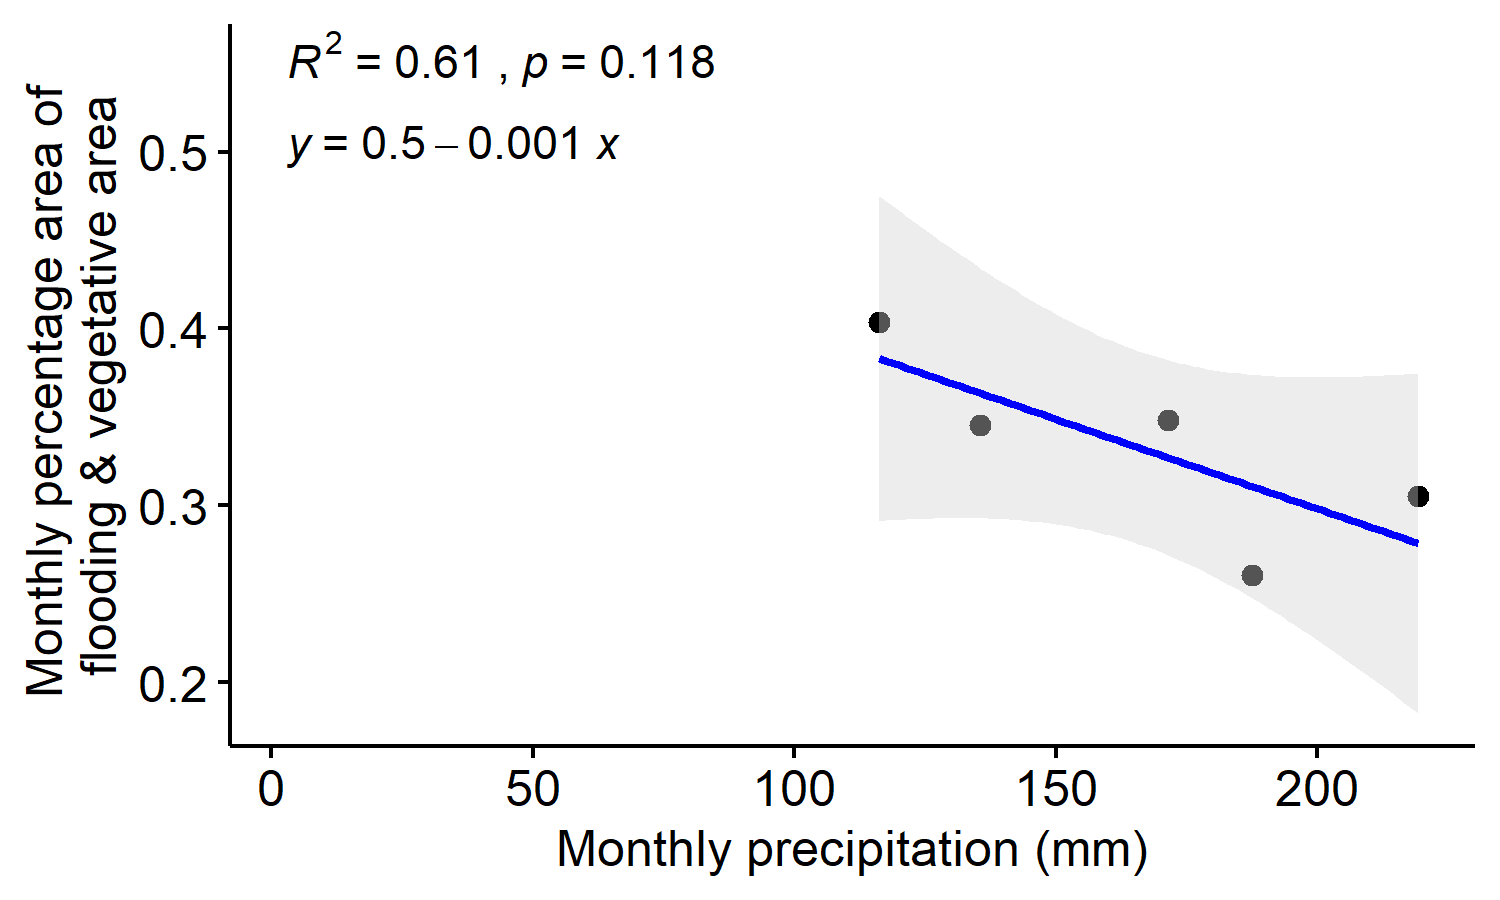 R² = 0.61 , p = 0.118
y = 0.5 – 0.001 x
Monthly percentage area of
flooding & vegetative area
0.5
0.4
0.3
0.2
0 50 100 150 200
Monthly precipitation (mm)